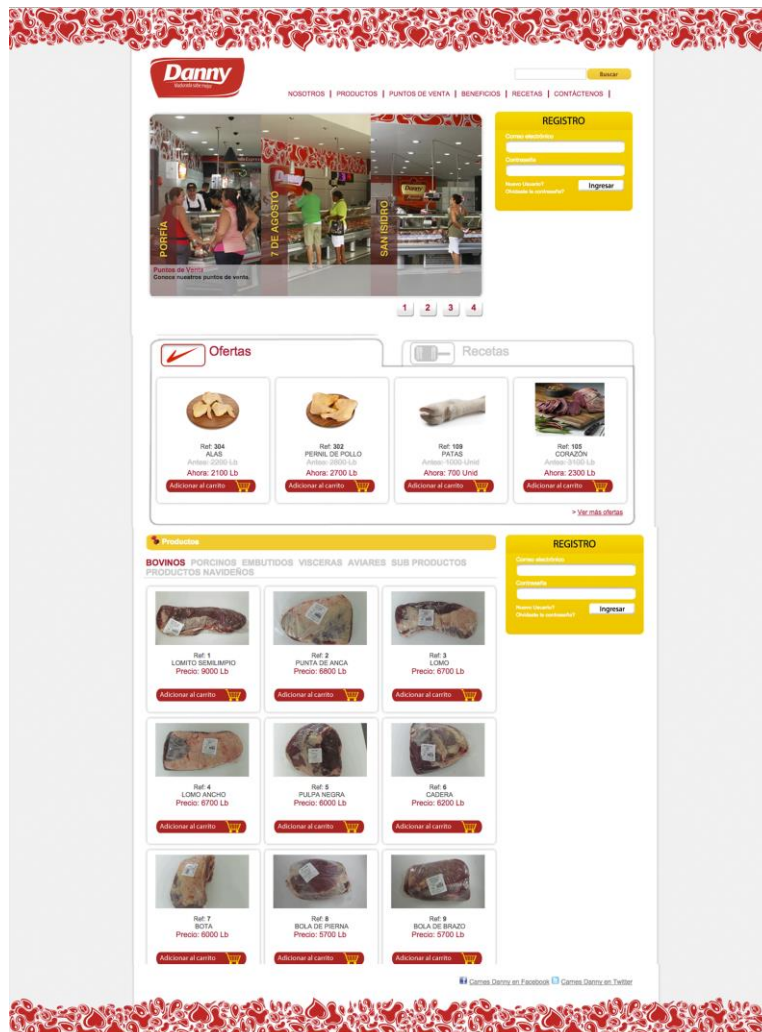 Danny
Buscar
NOSOTROS | PRODUCTOS | PUNTOS DE VENTA | BENEFICIOS | RECETAS | CONTÁCTENOS |
PORFÍA
7 DE AGOSTO
SAN ISIDRO
Danny
Danny
Puntos de Venta
Conoce nuestros puntos de venta.
1 2 3 4
REGISTRO
Correo electrónico
Contraseña
Nuevo Usuario?
Olvidaste la contraseña?
Ingresar
Ofertas
Recetas
Ref: 304
ALAS
Antes: 2200 Lb
Ahora: 2100 Lb
Adicionar al carrito
Ref: 302
PERNIL DE POLLO
Antes: 2800 Lb
Ahora: 2700 Lb
Adicionar al carrito
Ref: 109
PATAS
Antes: 1000 Unid
Ahora: 700 Unid
Adicionar al carrito
Ref: 105
CORAZÓN
Antes: 3100 Lb
Ahora: 2300 Lb
Adicionar al carrito
> Ver más ofertas
Productos
BOVINOS PORCINOS EMBUTIDOS VISCERAS AVIARES SUB PRODUCTOS
PRODUCTOS NAVIDEÑOS
REGISTRO
Correo electrónico
Contraseña
Nuevo Usuario?
Olvidaste la contraseña?
Ingresar
Ref: 1
LOMITO SEMILIMPIO
Precio: 9000 Lb
Adicionar al carrito
Ref: 2
PUNTA DE ANCA
Precio: 6800 Lb
Adicionar al carrito
Ref: 3
LOMO
Precio: 6700 Lb
Adicionar al carrito
Ref: 4
LOMO ANCHO
Precio: 6700 Lb
Adicionar al carrito
Ref: 5
PULPA NEGRA
Precio: 6000 Lb
Adicionar al carrito
Ref: 6
CADERA
Precio: 6200 Lb
Adicionar al carrito
Ref: 7
BOTA
Precio: 6000 Lb
Adicionar al carrito
Ref: 8
BOLA DE PIERNA
Precio: 5700 Lb
Adicionar al carrito
Ref: 9
BOLA DE BRAZO
Precio: 5700 Lb
Adicionar al carrito
Carnes Danny en Facebook Carnes Danny en Twitter